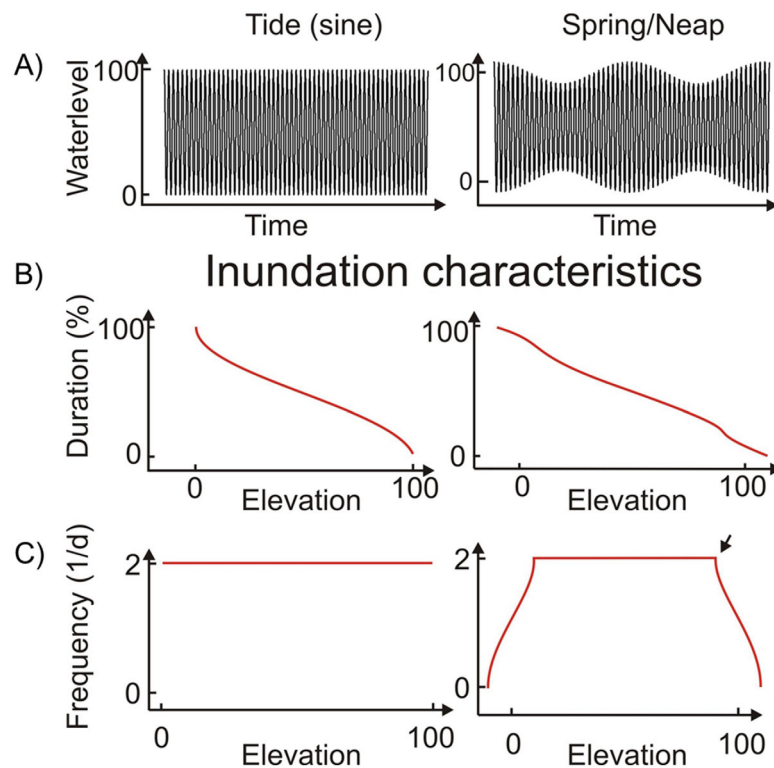 Tide (sine)
Spring/Neap
A)
Waterlevel
100
0
Time
100
0
Time
B)
Inundation characteristics
Duration (%)
100
0
0
Elevation
100
100
0
0
Elevation
100
C)
Frequency (1/d)
2
0
0
Elevation
100
2
0
0
Elevation
100